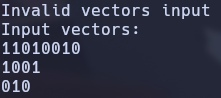 Invalid vectors input
Input vectors:
11010010
1001
010